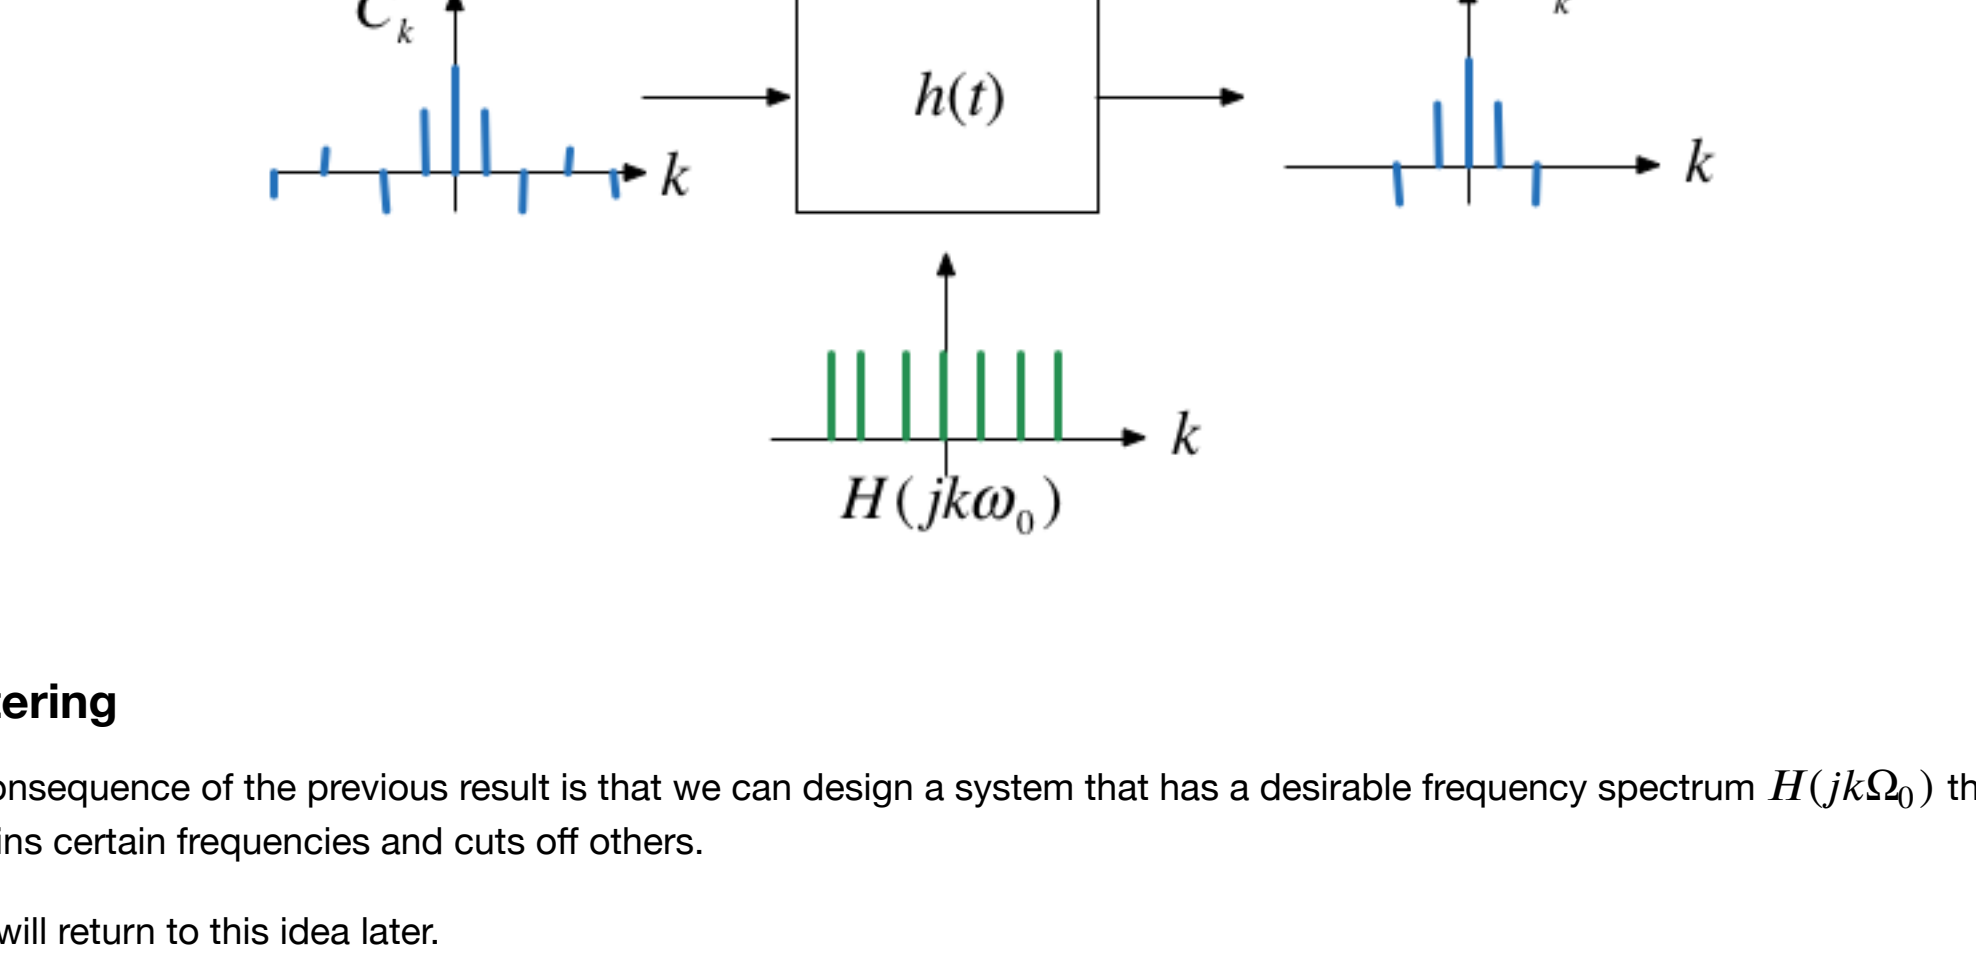 C_k
k
h(t)
k
k
k
H(jkω_0)
tering
onsequence of the previous result is that we can design a system that has a desirable frequency spectrum H(jkΩ_0) th
ins certain frequencies and cuts off others.
will return to this idea later.